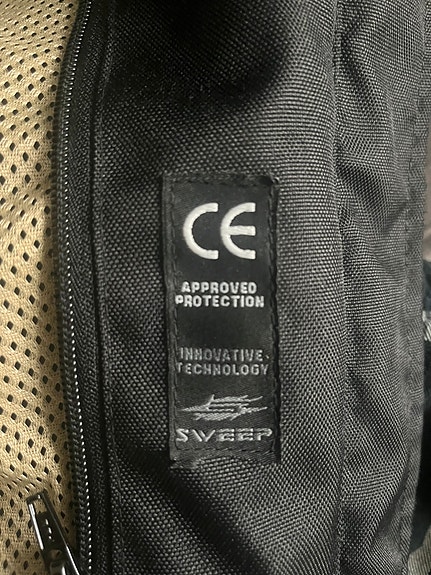 CE
APPROVED
PROTECTION
INNOVATIVE
TECHNOLOGY
SWEEP